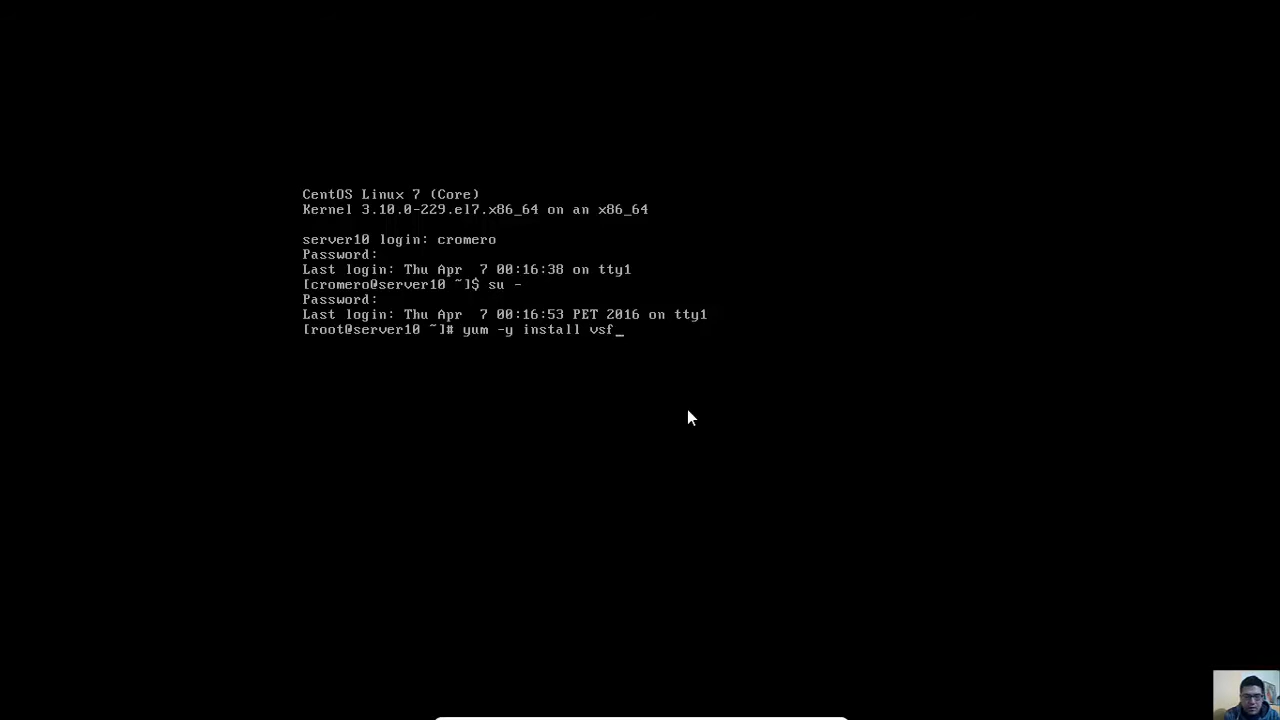 CentOS Linux 7 (Core)
Kernel 3.10.0-229.el7.x86_64 on an x86_64
server10 login: cromero
Password:
Last login: Thu Apr  7 00:16:38 on tty1
[cromero@server10 ~]$ su -
Password:
Last login: Thu Apr  7 00:16:53 PET 2016 on tty1
[root@server10 ~]# yum -y install vsf_